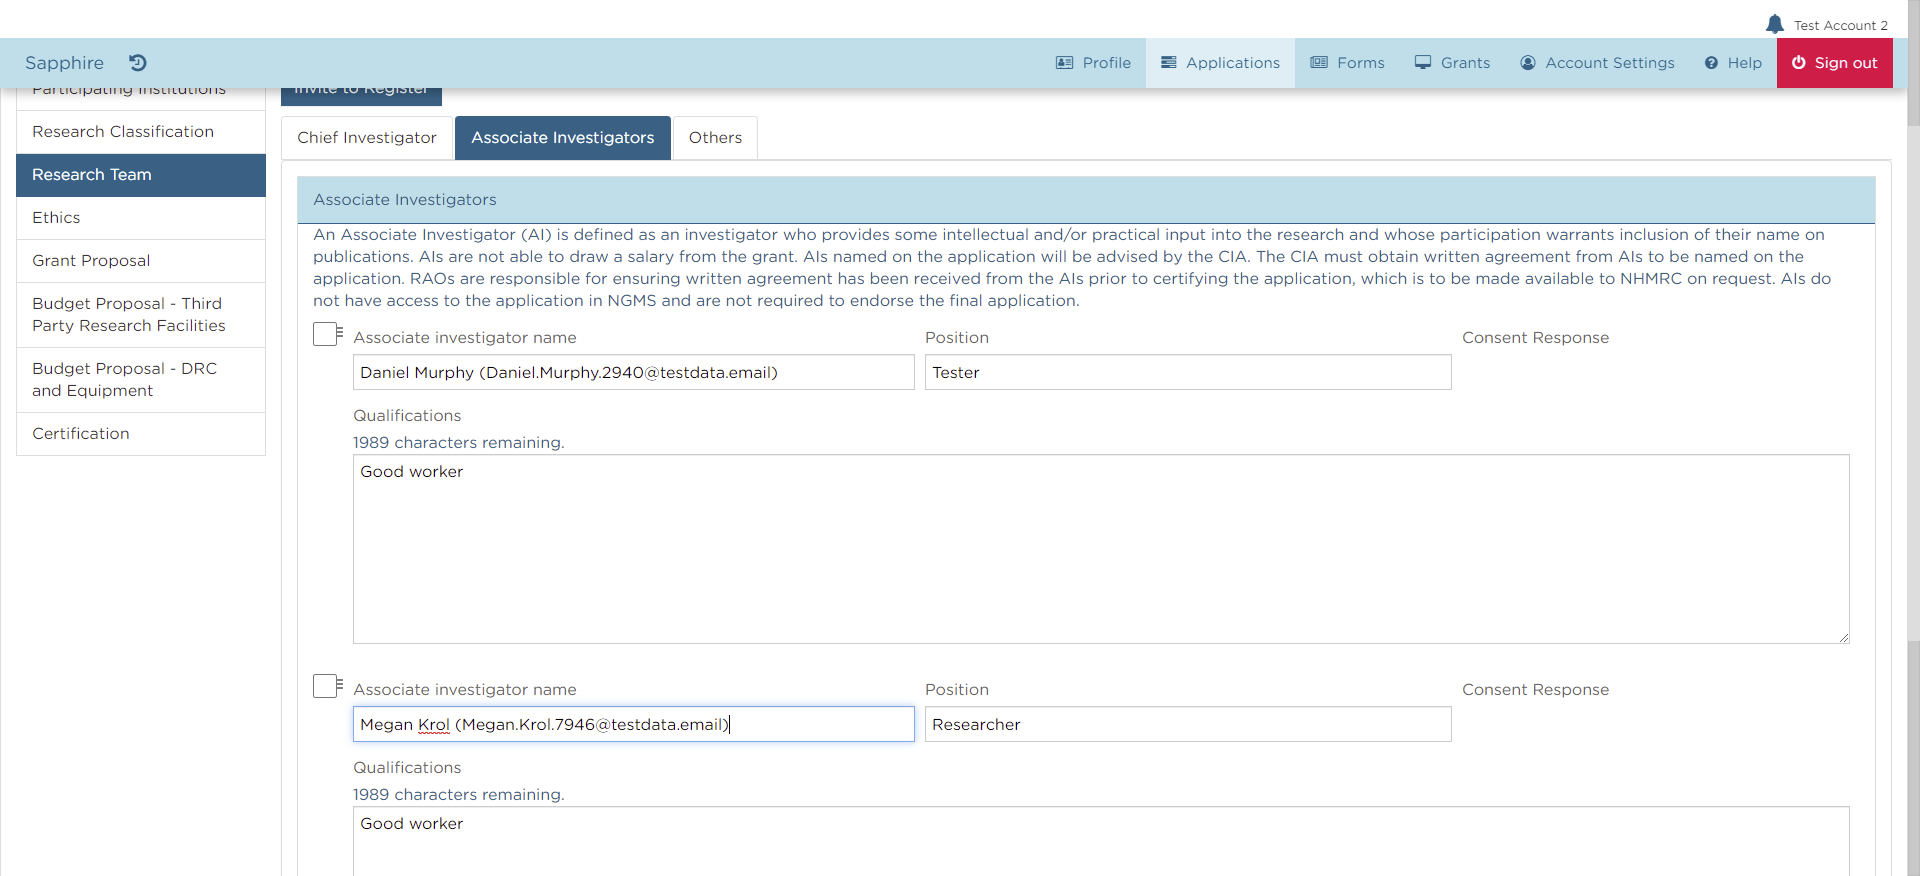 Test Account 2
Sapphire
Profile
Applications
Forms
Grants
Account Settings
Help
Sign out
Participating Institutions
Research Classification
Research Team
Ethics
Grant Proposal
Budget Proposal - Third
Party Research Facilities
Budget Proposal - DRC
and Equipment
Certification
Invite to Register
Chief Investigator
Associate Investigators
Others
Associate Investigators
An Associate Investigator (AI) is defined as an investigator who provides some intellectual and/or practical input into the research and whose participation warrants inclusion of their name on
publications. AIs are not able to draw a salary from the grant. AIs named on the application will be advised by the CIA. The CIA must obtain written agreement from AIs to be named on the
application. RAOs are responsible for ensuring written agreement has been received from the AIs prior to certifying the application, which is to be made available to NHMRC on request. AIs do
not have access to the application in NGMS and are not required to endorse the final application.
Associate investigator name
Position
Consent Response
Daniel Murphy (Daniel.Murphy.2940@testdata.email)
Tester
Qualifications
1989 characters remaining.
Good worker
Associate investigator name
Position
Consent Response
Megan Krol (Megan.Krol.7946@testdata.email)
Researcher
Qualifications
1989 characters remaining.
Good worker